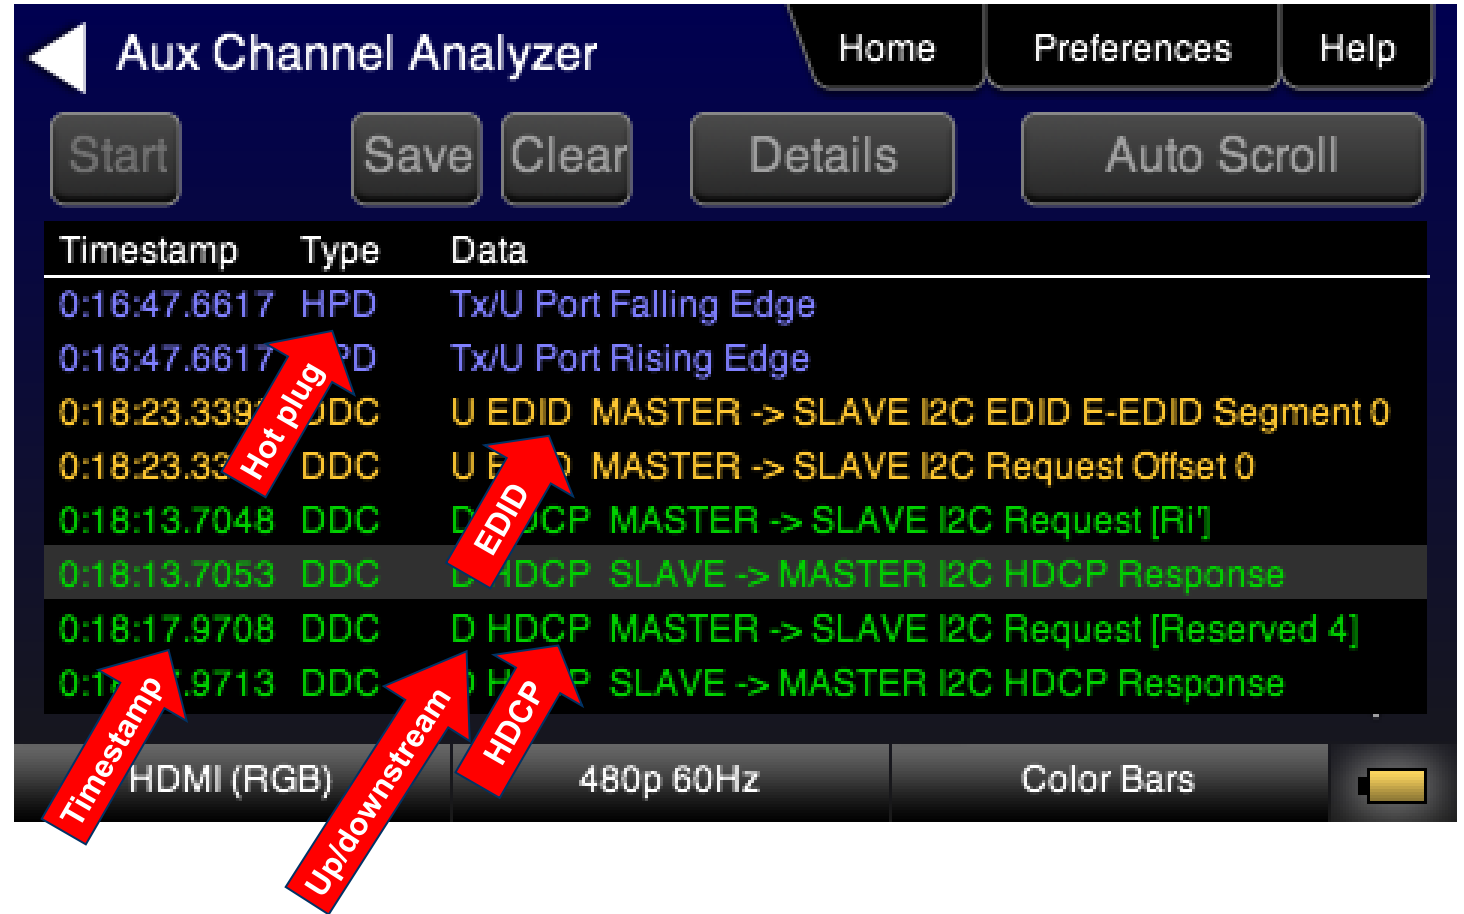 Aux Channel Analyzer Home Preferences Help
Start Save Clear Details Auto Scroll
Timestamp Type Data
0:16:47.6617 HPD Tx/U Port Falling Edge
0:16:47.6617 Tx/U Port Rising Edge
DDC U EDID MASTER -> SLAVE I2C EDID E-EDID Segment 0
DDC U MASTER -> SLAVE I2C Request Offset 0
0:18:13.7048 DDC MASTER -> SLAVE I2C Request [Ri']
0:18:13.7053 DDC D HDCP SLAVE -> MASTER I2C HDCP Response
0:18:17.9708 DDC D HDCP MASTER -> SLAVE I2C Request [Reserved 4]
DDC SLAVE -> MASTER I2C HDCP Response
HDMI (RGB) 480p 60Hz Color Bars
Hot plug
EDID
Timestamp
Up/downstream
HDCP